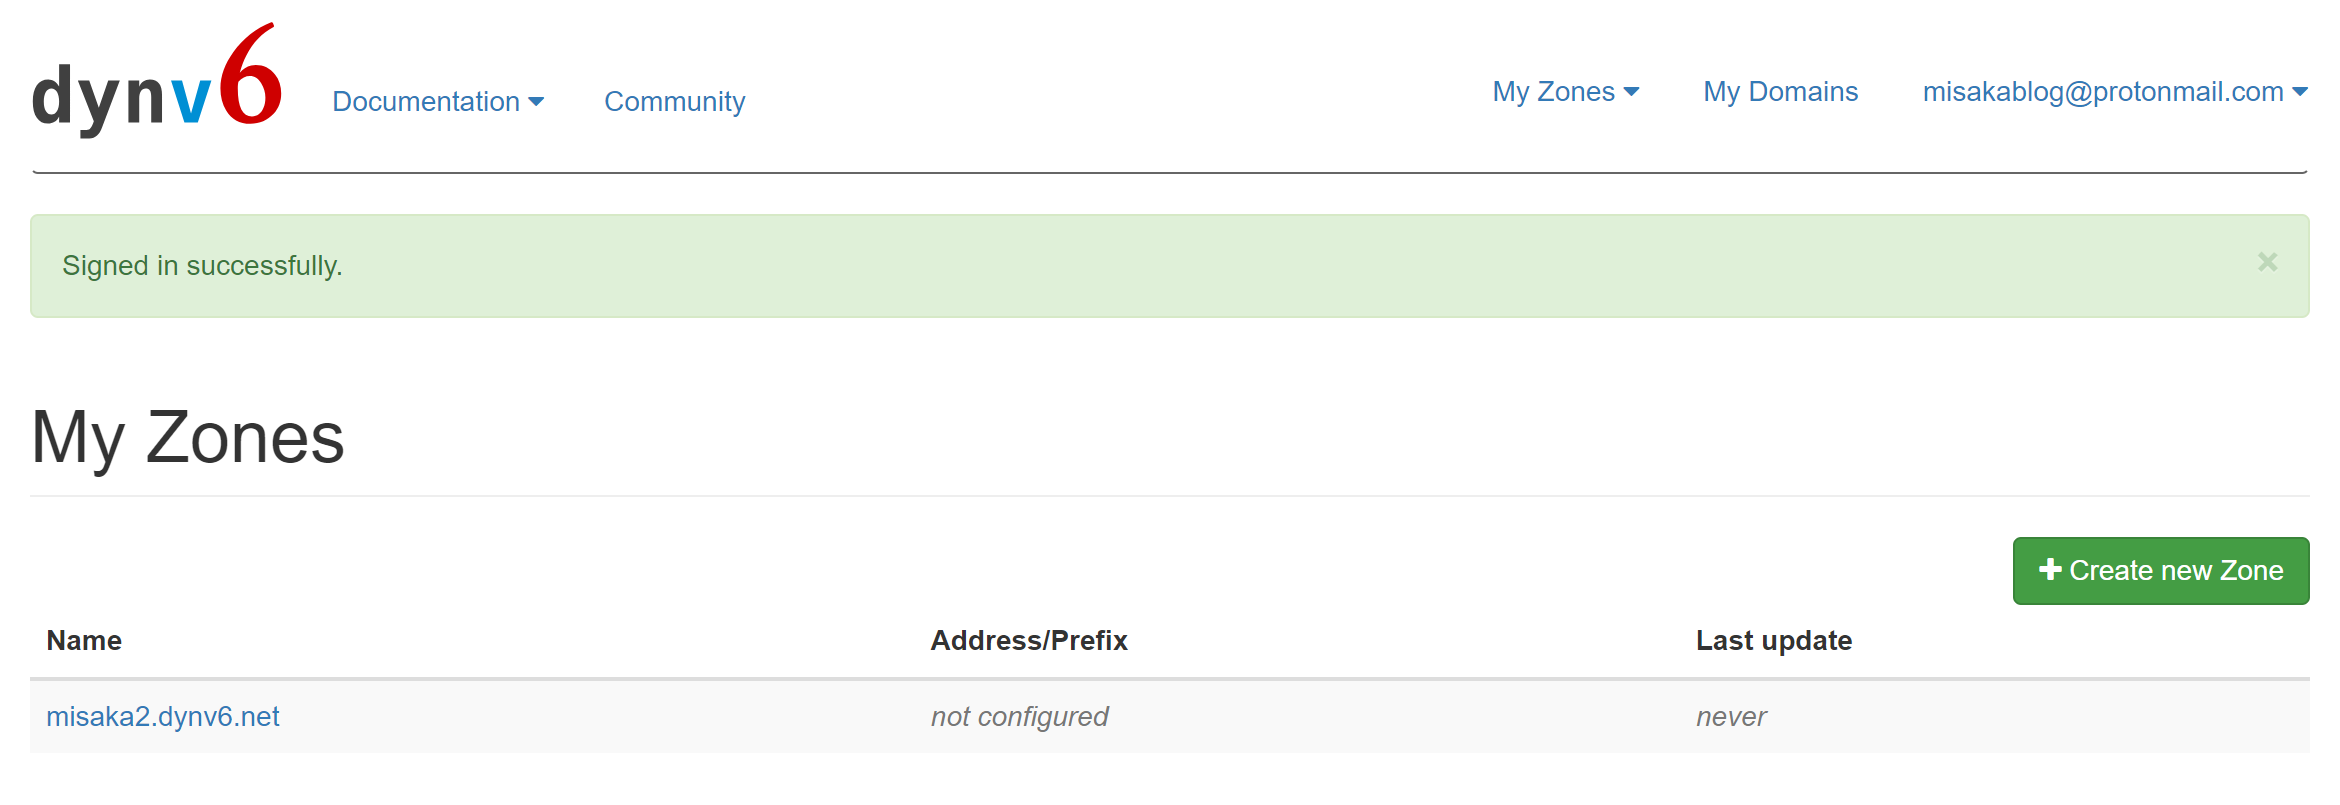 dynv6
Documentation
Community
My Zones
My Domains
misakablog@protonmail.com
Signed in successfully.
×
My Zones
Create new Zone
Name Address/Prefix Last update
misaka2.dynv6.net not configured never